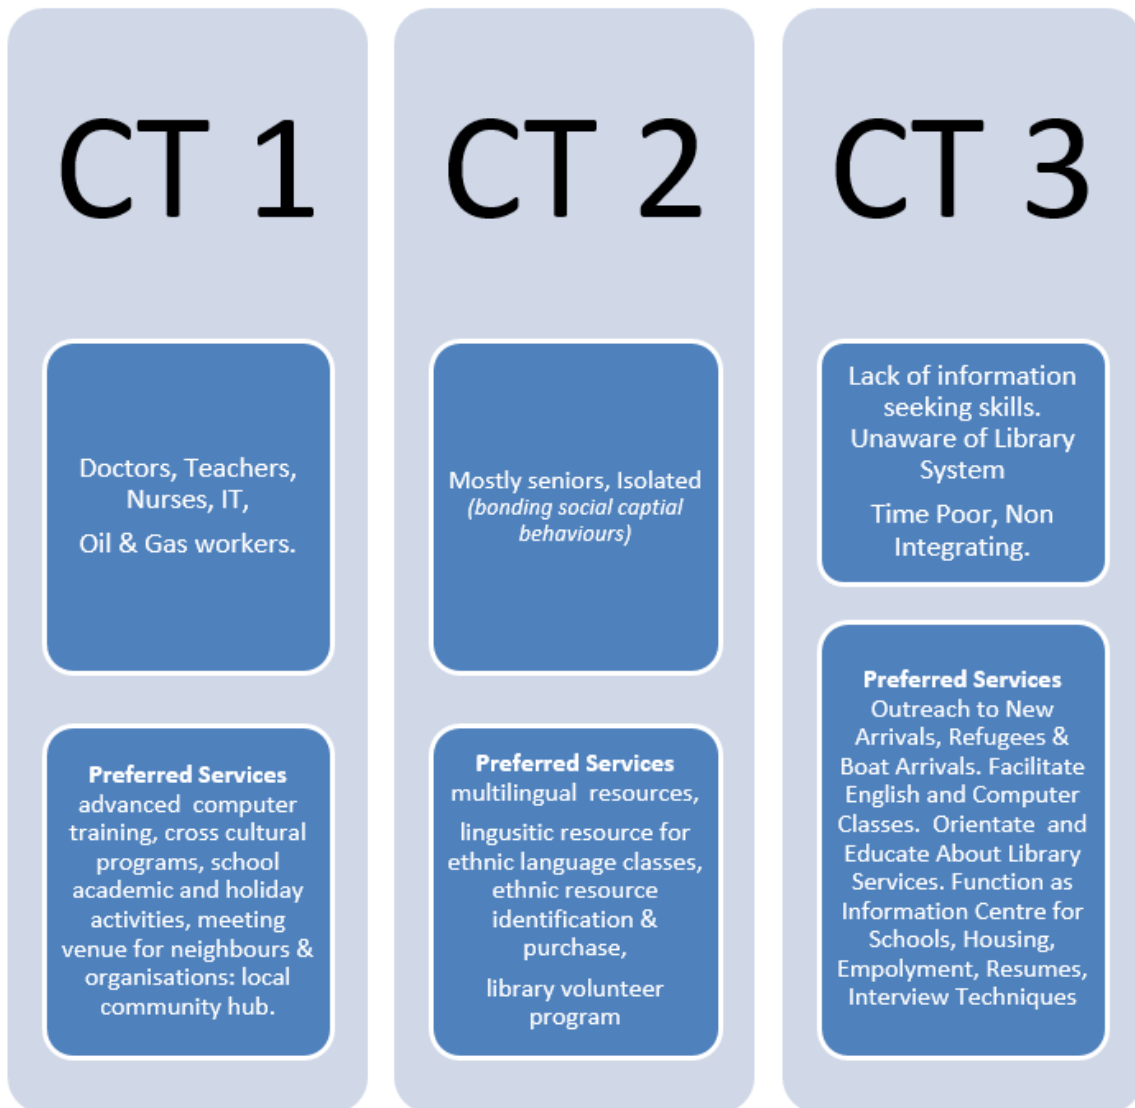 CT 1
Doctors, Teachers,
Nurses, IT,
Oil & Gas workers.
Preferred Services
advanced computer
training, cross cultural
programs, school
academic and holiday
activities, meeting
venue for neighbours &
organisations: local
community hub.
CT 2
Mostly seniors, Isolated
(bonding social captial
behaviours)
Preferred Services
multilingual resources,
lingusitic resource for
ethnic language classes,
ethnic resource
identification &
purchase,
library volunteer
program
CT 3
Lack of information
seeking skills.
Unaware of Library
System
Time Poor, Non
Integrating.
Preferred Services
Outreach to New
Arrivals, Refugees &
Boat Arrivals. Facilitate
English and Computer
Classes. Orientate and
Educate About Library
Services. Function as
Information Centre for
Schools, Housing,
Empolyment, Resumes,
Interview Techniques